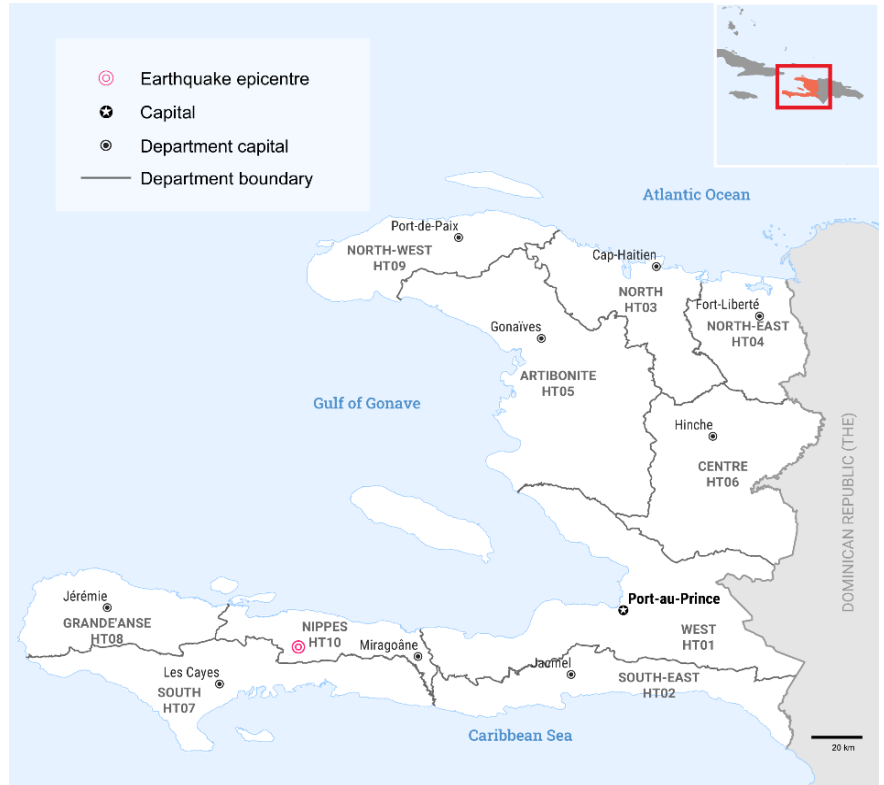 Earthquake epicentre
Capital
Department capital
Department boundary
Atlantic Ocean
Port-de-Paix
NORTH-WEST
HT09
Cap-Haitien
NORTH
HT03
Fort-Liberté
NORTH-EAST
HT04
Gonaïves
ARTIBONITE
HT05
Gulf of Gonave
Hinche
CENTRE
HT06
DOMINICAN REPUBLIC (THE)
Jérémie
GRANDE'ANSE
HT08
NIPPES
HT10
Miragoâne
Port-au-Prince
WEST
HT01
Les Cayes
SOUTH
HT07
Jacmel
SOUTH-EAST
HT02
Caribbean Sea
20 km